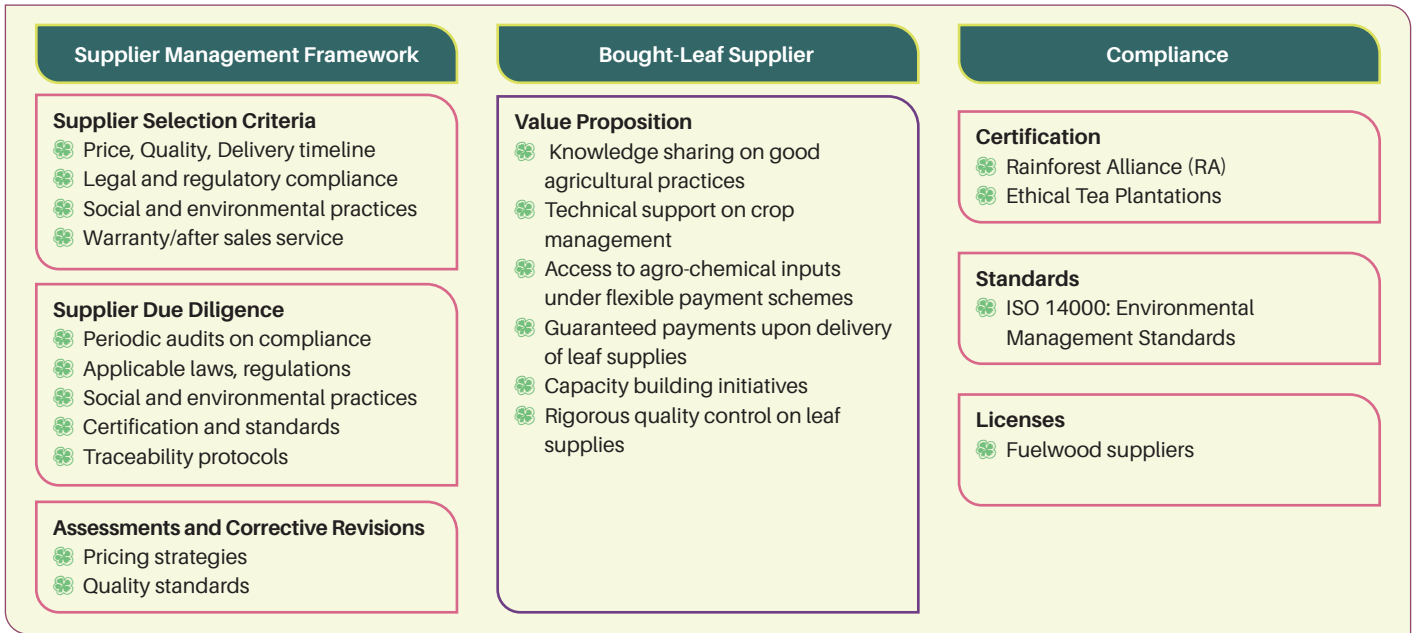 Supplier Management Framework
Supplier Selection Criteria
Price, Quality, Delivery timeline
Legal and regulatory compliance
Social and environmental practices
Warranty/after sales service
Supplier Due Diligence
Periodic audits on compliance
Applicable laws, regulations
Social and environmental practices
Certification and standards
Traceability protocols
Assessments and Corrective Revisions
Pricing strategies
Quality standards
Bought-Leaf Supplier
Value Proposition
Knowledge sharing on good
agricultural practices
Technical support on crop
management
Access to agro-chemical inputs
under flexible payment schemes
Guaranteed payments upon delivery
of leaf supplies
Capacity building initiatives
Rigorous quality control on leaf
supplies
Compliance
Certification
Rainforest Alliance (RA)
Ethical Tea Plantations
Standards
ISO 14000: Environmental
Management Standards
Licenses
Fuelwood suppliers